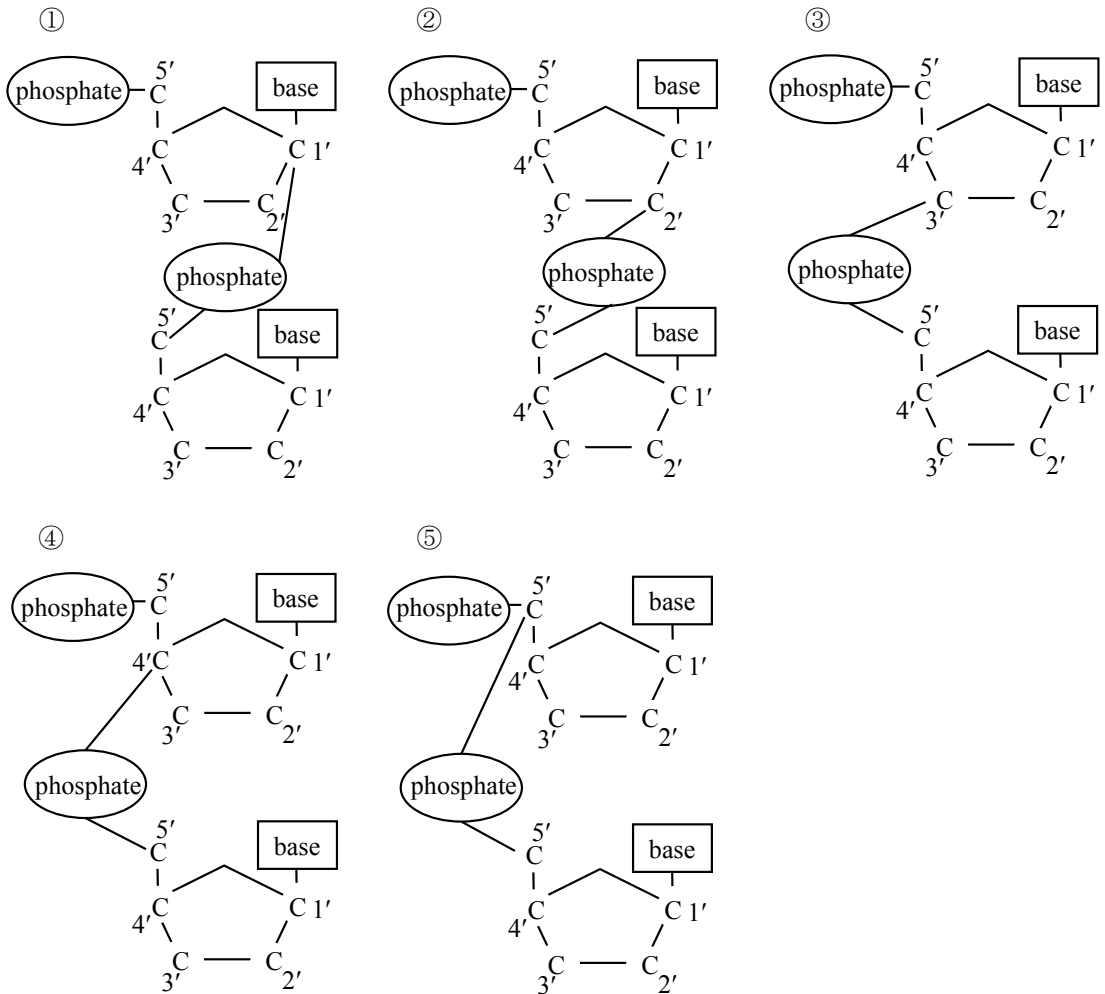 ① ② ③
5′ 5′ 5′
phosphate C base phosphate C base phosphate C base
4′ C C 1′ 4′ C C 1′ 4′ C C 1′
3′ C C 2′ 3′ C C 2′ 3′ C C 2′
phosphate phosphate phosphate
5′ 5′ 5′
C base C base C base
4′ C C 1′ 4′ C C 1′ 4′ C C 1′
3′ C C 2′ 3′ C C 2′ 3′ C C 2′
④ ⑤
5′ 5′
phosphate C base phosphate C base
4′ C C 1′ 4′ C C 1′
3′ C C 2′ 3′ C C 2′
phosphate phosphate
5′ 5′
C base C base
4′ C C 1′ 4′ C C 1′
3′ C C 2′ 3′ C C 2′